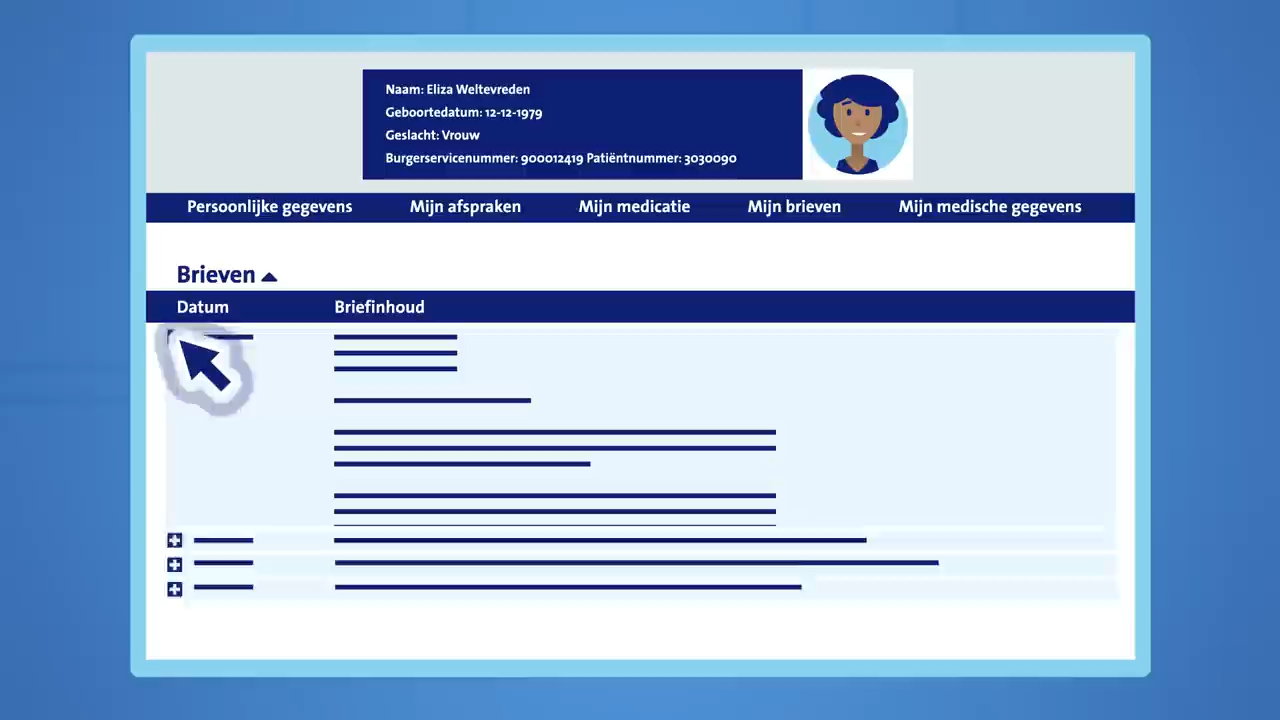 Naam: Eliza Weltevreden
Geboortedatum: 12-12-1979
Geslacht: Vrouw
Burgerservicenummer: 900012419 Patiëntnummer: 3030090
Persoonlijke gegevens Mijn afspraken Mijn medicatie Mijn brieven Mijn medische gegevens
Brieven
Datum Briefinhoud